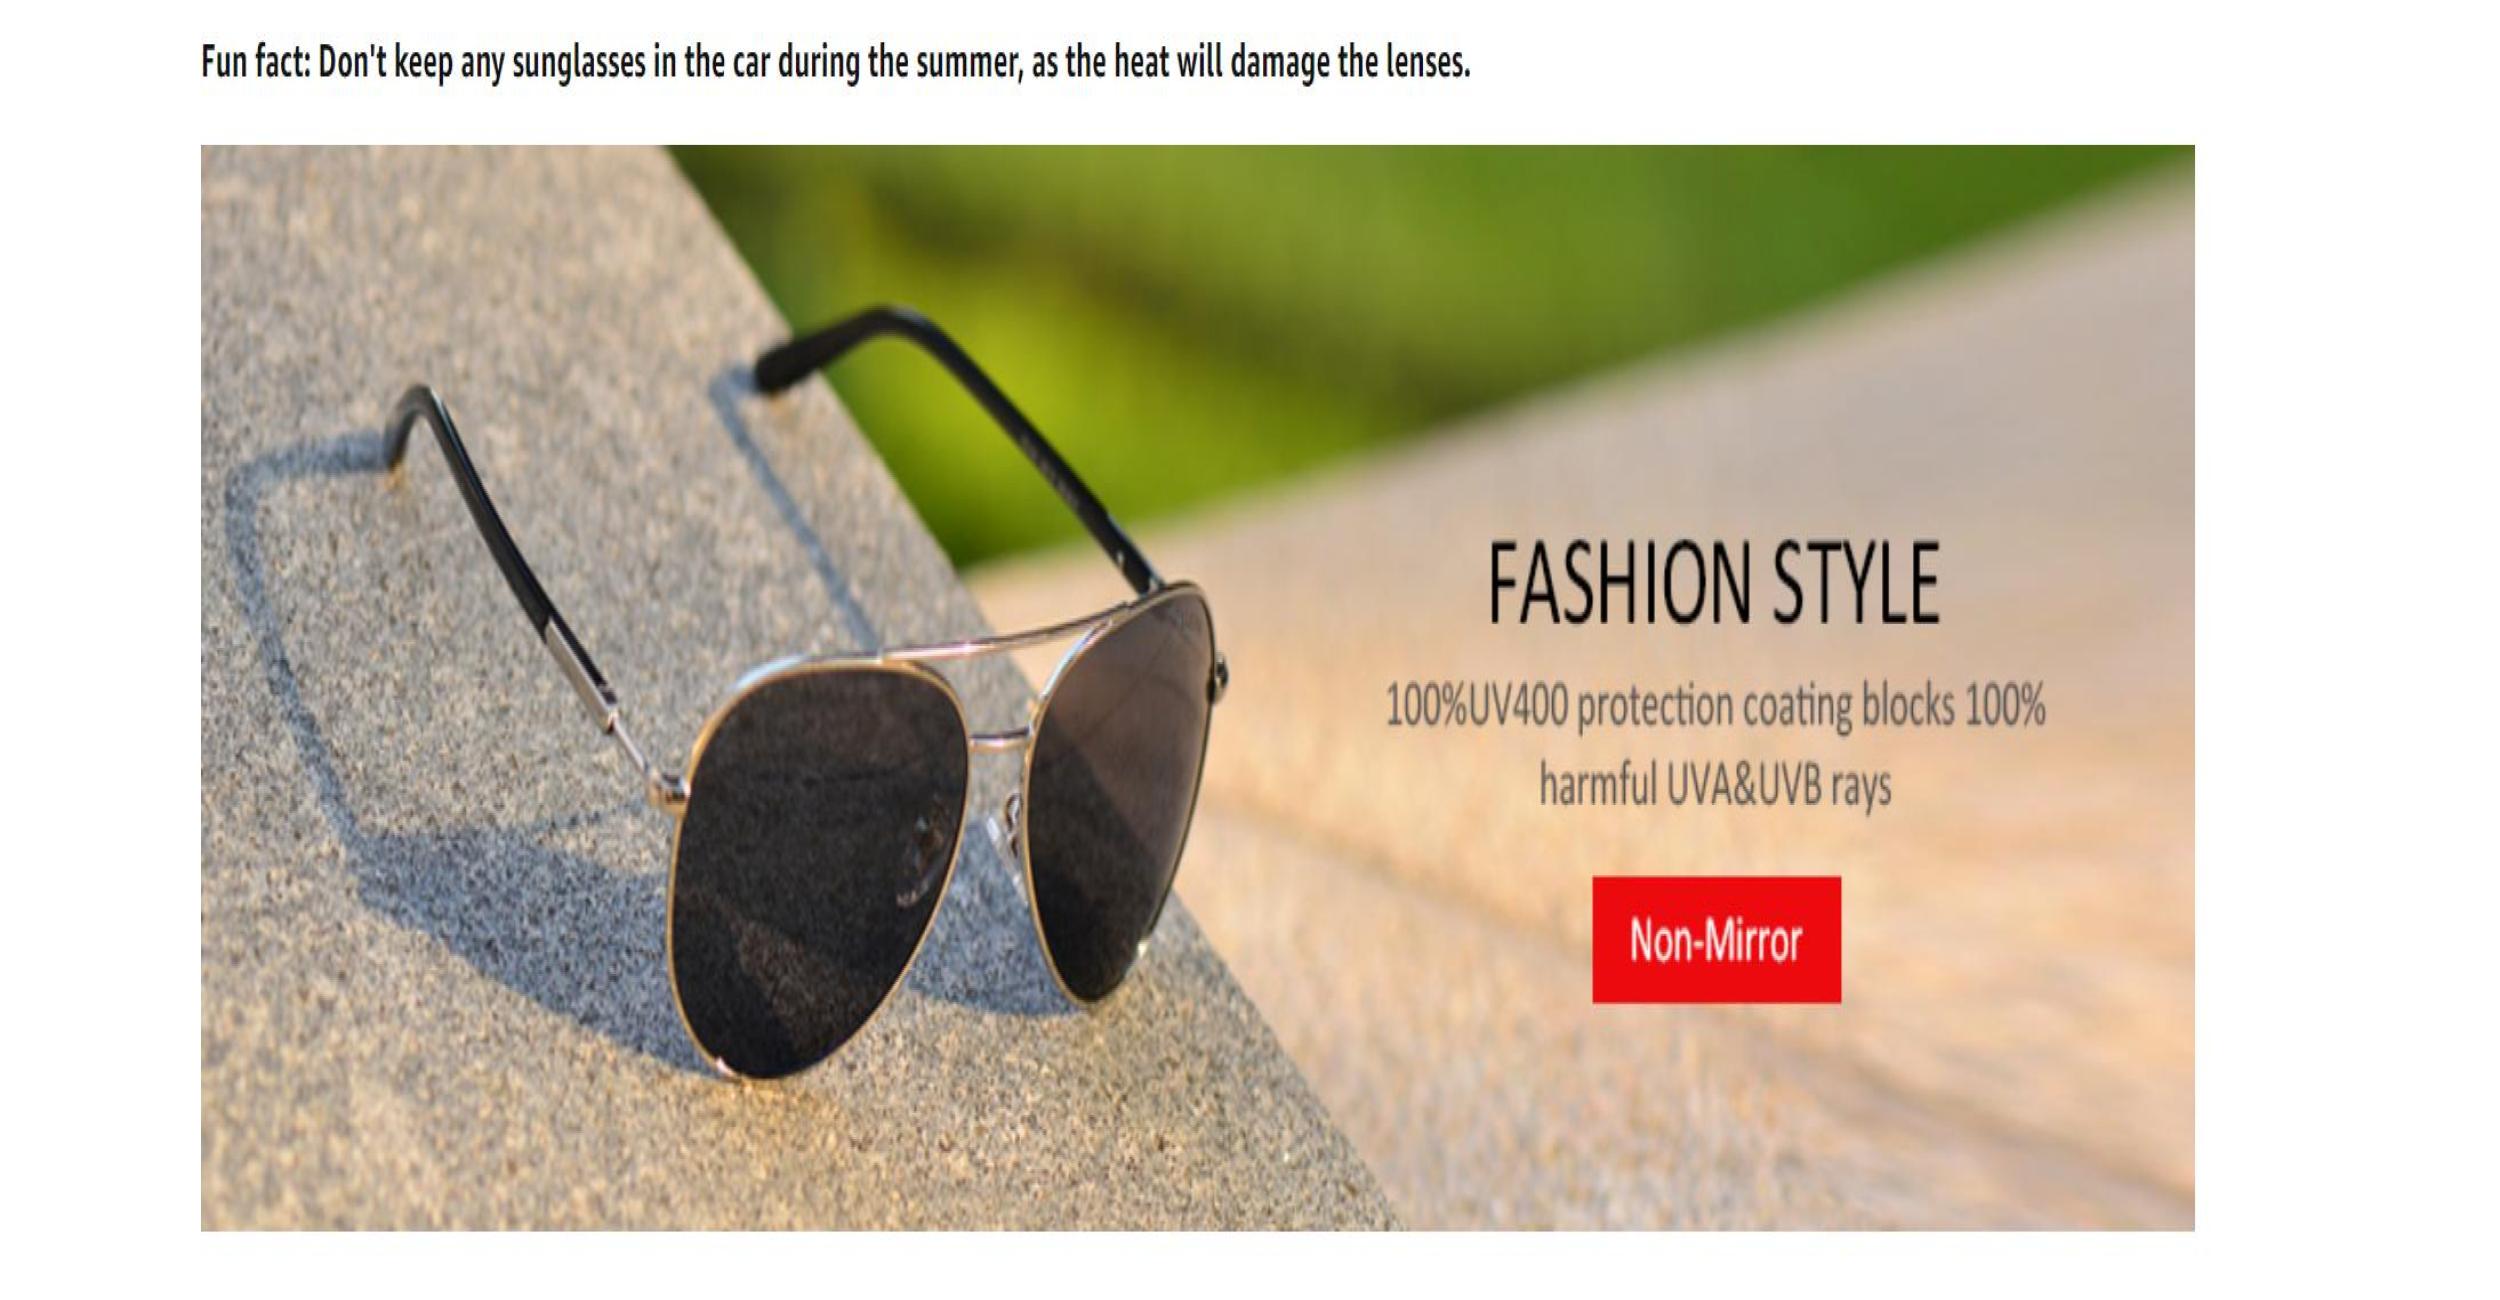 Fun fact: Don't keep any sunglasses in the car during the summer, as the heat will damage the lenses.
FASHION STYLE
100%UV400 protection coating blocks 100%
harmful UVA&UVB rays
Non-Mirror